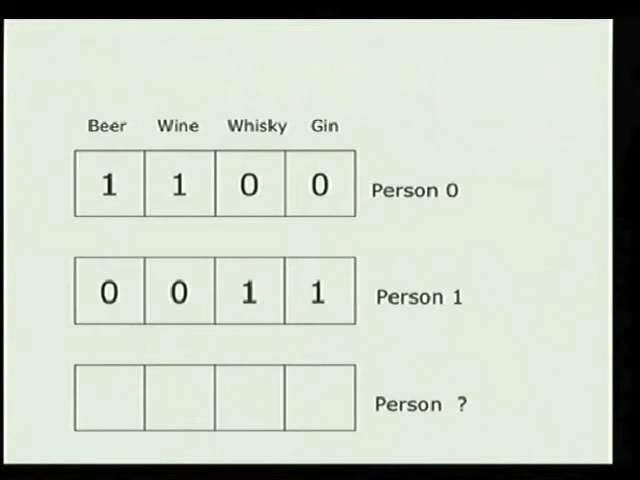 Beer Wine Whisky Gin
1 1 0 0 Person 0
0 0 1 1 Person 1
Person ?